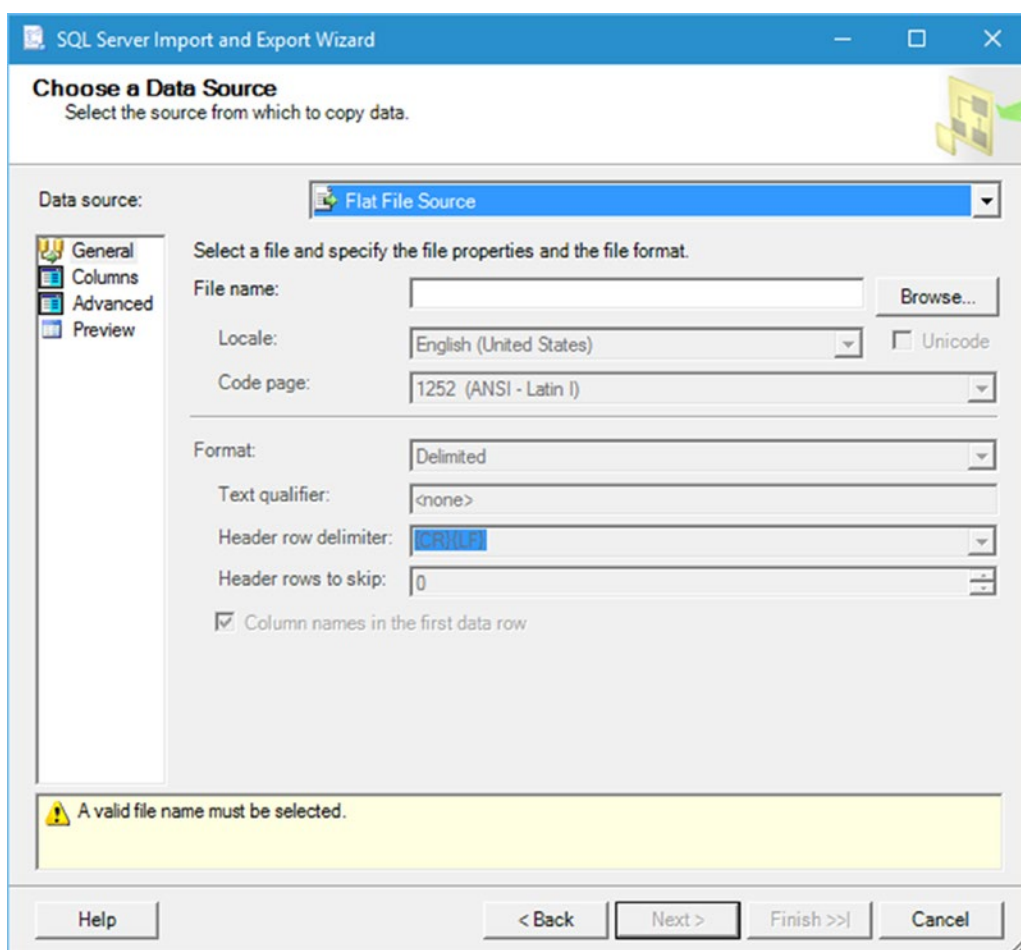 SQL Server Import and Export Wizard
Choose a Data Source
Select the source from which to copy data.
Data source:
Flat File Source
General
Columns
Advanced
Preview
Select a file and specify the file properties and the file format.
File name:
Browse...
Locale:
English (United States)
Unicode
Code page:
1252 (ANSI - Latin I)
Format:
Delimited
Text qualifier:
<none>
Header row delimiter:
{CR}{LF}
Header rows to skip:
0
Column names in the first data row
A valid file name must be selected.
Help
< Back
Next >
Finish >>|
Cancel